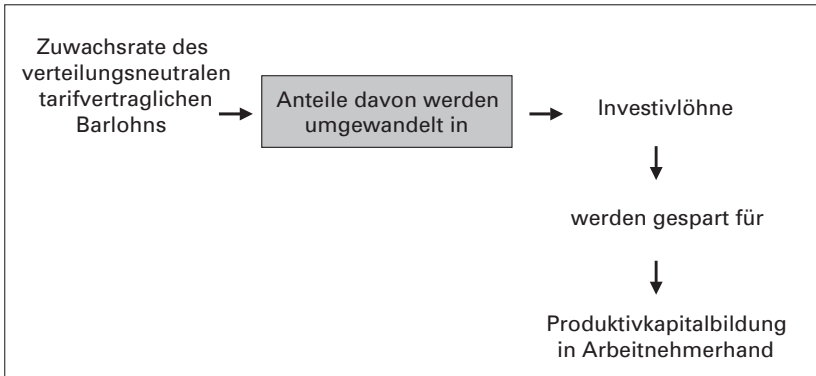 Zuwachsrate des
verteilungsneutralen
tarifvertraglichen
Barlohns
Anteile davon werden
umgewandelt in
Investivlöhne
werden gespart für
Produktivkapitalbildung
in Arbeitnehmerhand